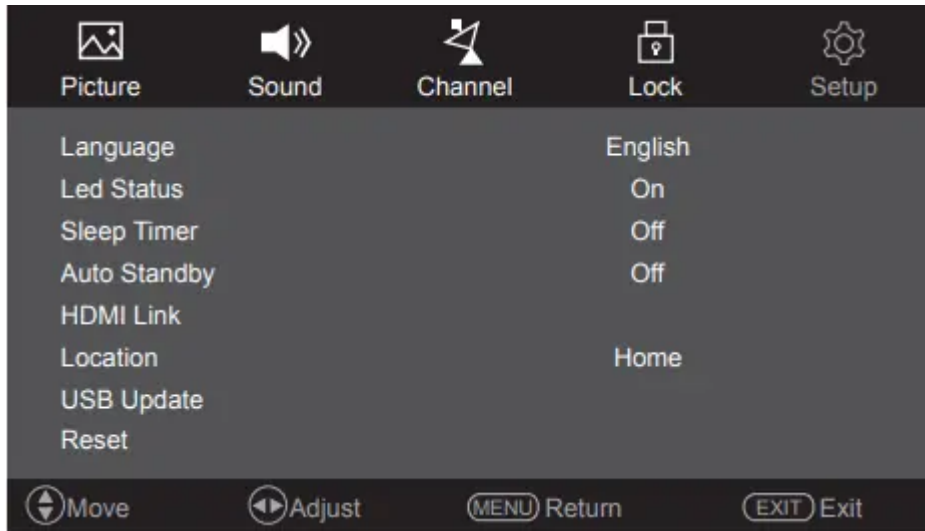 Picture Sound Channel Lock Setup
Language English
Led Status On
Sleep Timer Off
Auto Standby Off
HDMI Link
Location Home
USB Update
Reset
Move Adjust MENU Return EXIT Exit